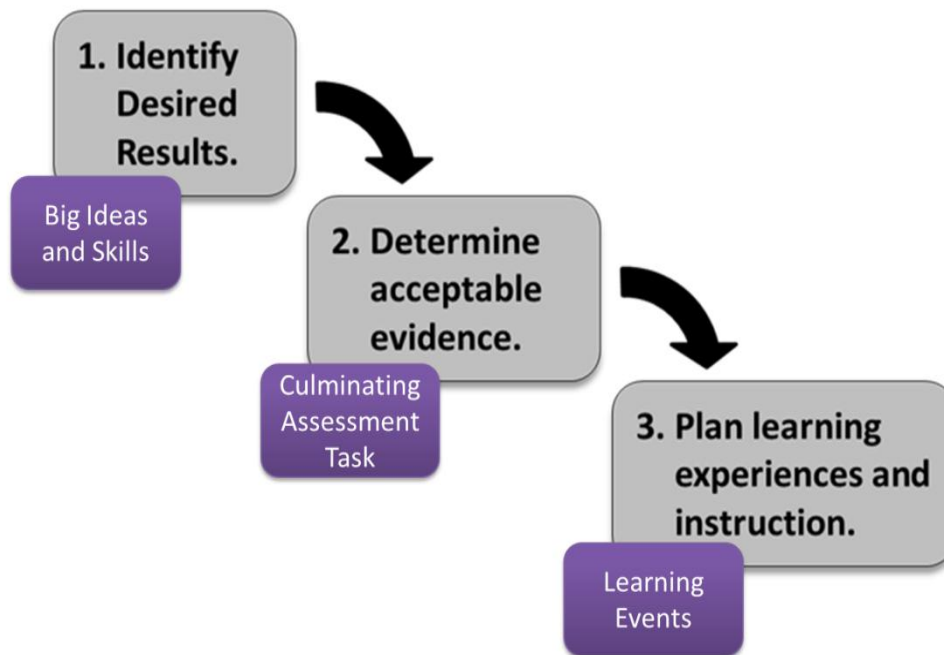 1. Identify
Desired
Results.
Big Ideas
and Skills
2. Determine
acceptable
evidence.
Culminating
Assessment
Task
3. Plan learning
experiences and
instruction.
Learning
Events